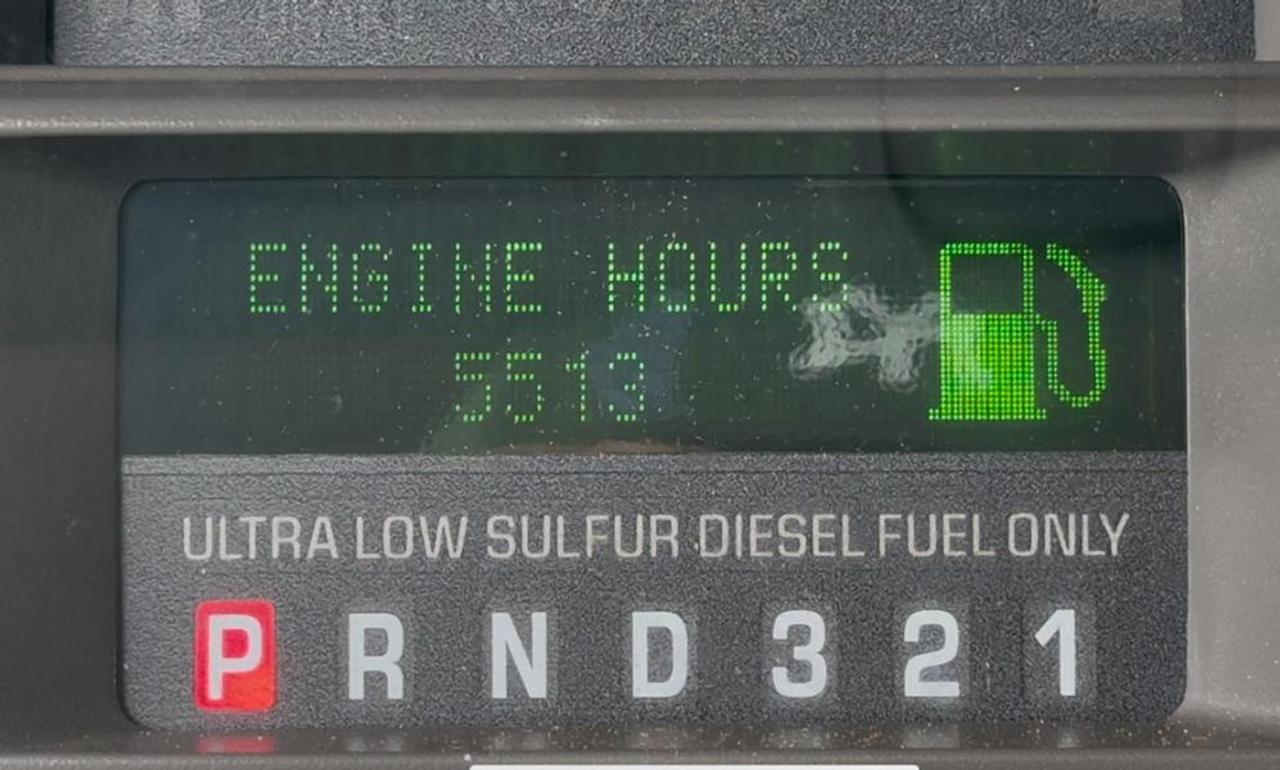 ENGINE HOURS
5513
ULTRA LOW SULFUR DIESEL FUEL ONLY
P R N D 3 2 1